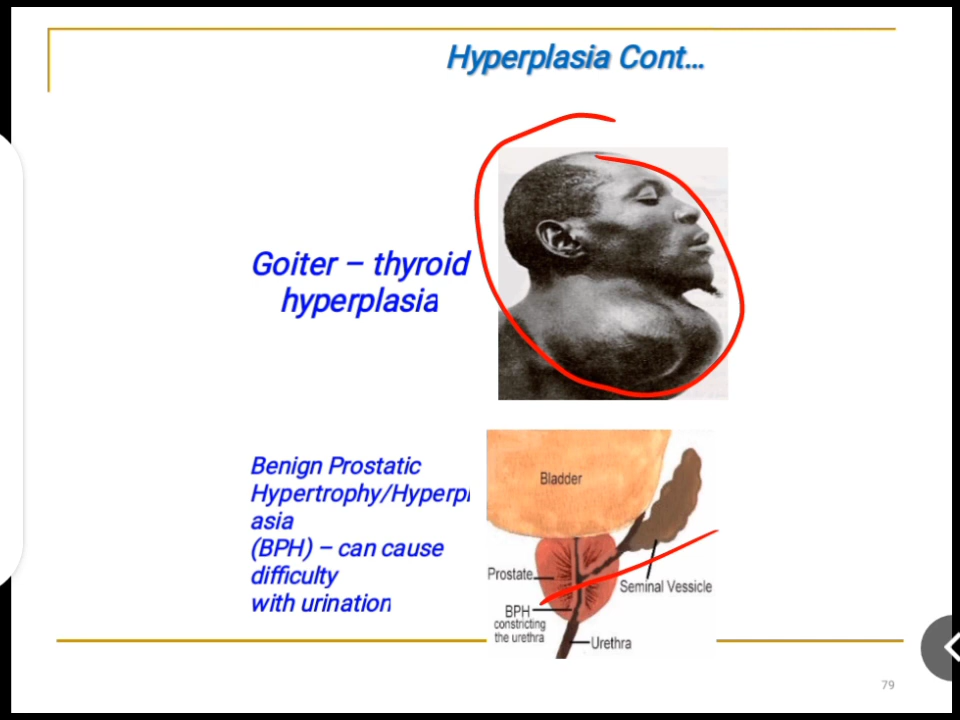 Hyperplasia Cont...
Goiter – thyroid
hyperplasia
Benign Prostatic
Hypertrophy/Hyperpl
asia
(BPH) – can cause
difficulty
with urination
Bladder
Prostate
Seminal Vessicle
BPH
constricting
the urethra
Urethra
79